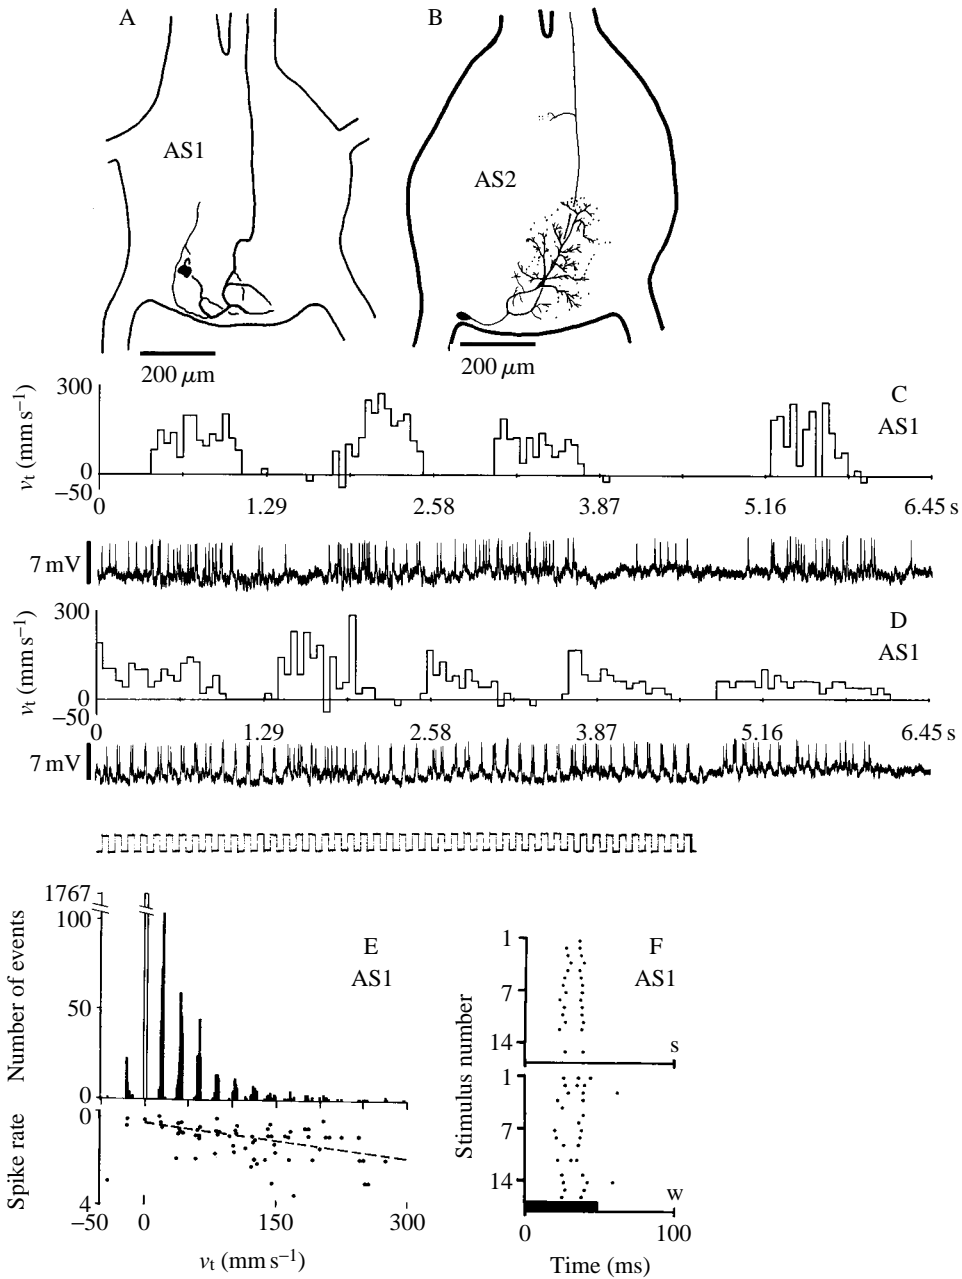 A
B
AS1
AS2
200 µm
200 µm
C
AS1
300
0
−50
vt (mm s−1)
0 1.29 2.58 3.87 5.16 6.45 s
7 mV
D
AS1
300
0
−50
vt (mm s−1)
0 1.29 2.58 3.87 5.16 6.45 s
7 mV
E
AS1
1767
100
50
0
Number of events
0
4
Spike rate
−50 0 150 300
vt (mm s−1)
F
AS1
1
7
14
s
1
7
14
w
Stimulus number
0 100
Time (ms)